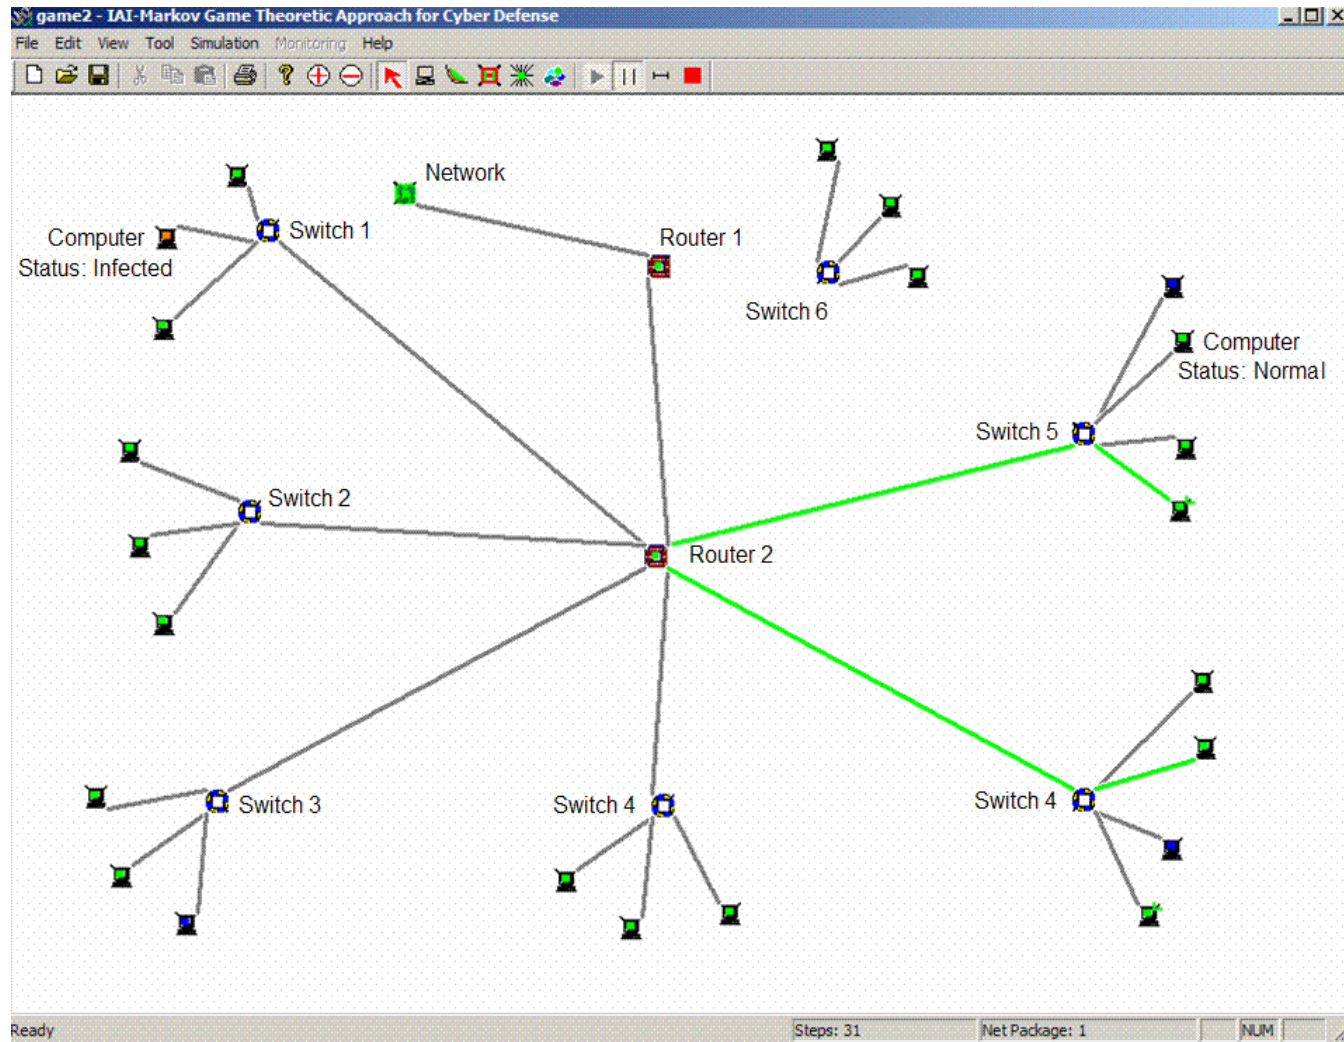 game2 - IAI-Markov Game Theoretic Approach for Cyber Defense
File Edit View Tool Simulation Monitoring Help
Network
Switch 1
Computer
Status: Infected
Router 1
Switch 6
Computer
Status: Normal
Switch 5
Switch 2
Router 2
Switch 3
Switch 4
Switch 4
Ready
Steps: 31
Net Package: 1
NUM